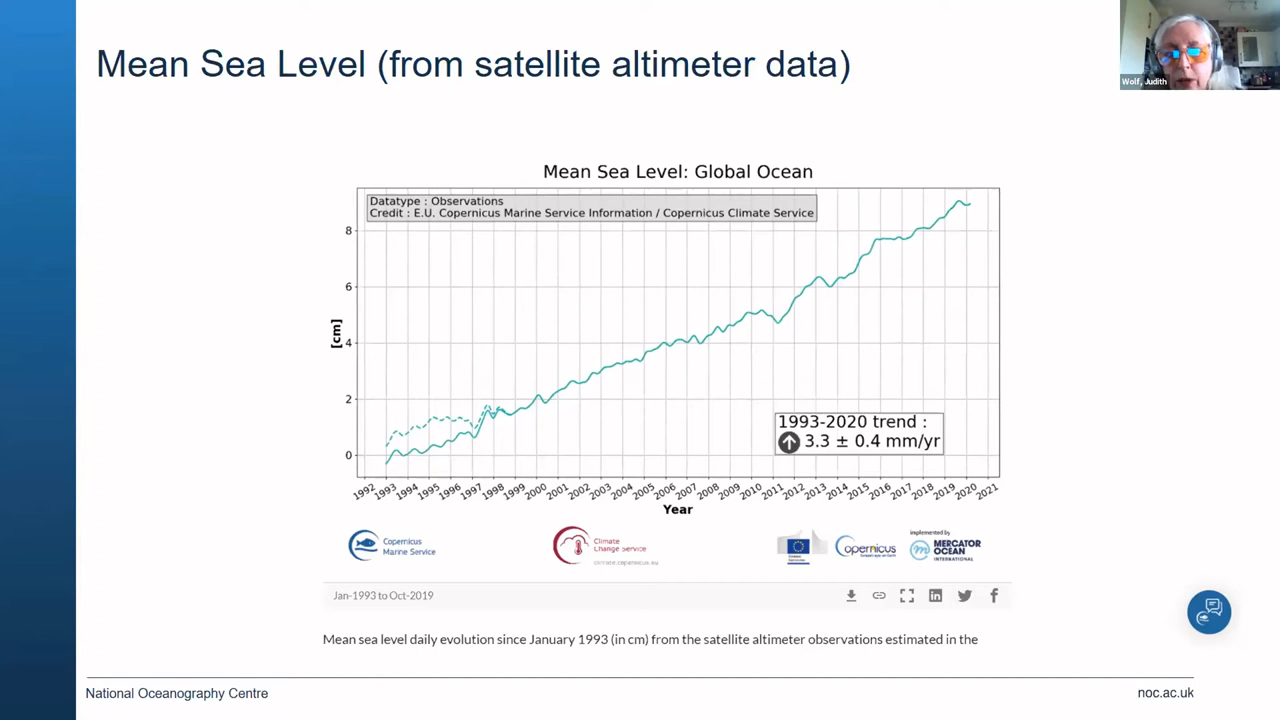 Mean Sea Level (from satellite altimeter data)
Wolf, Judith
Mean Sea Level: Global Ocean
Datatype : Observations
Credit : E.U. Copernicus Marine Service Information / Copernicus Climate Service
8
6
4
2
0
[cm]
1993-2020 trend :
3.3 ± 0.4 mm/yr
1992 1993 1994 1995 1996 1997 1998 1999 2000 2001 2002 2003 2004 2005 2006 2007 2008 2009 2010 2011 2012 2013 2014 2015 2016 2017 2018 2019 2020 2021
Year
Copernicus
Marine Service
Climate
Change Service
climate.copernicus.eu
opernicus
implemented by
MERCATOR
OCEAN
INTERNATIONAL
Jan-1993 to Oct-2019
Mean sea level daily evolution since January 1993 (in cm) from the satellite altimeter observations estimated in the
National Oceanography Centre
noc.ac.uk